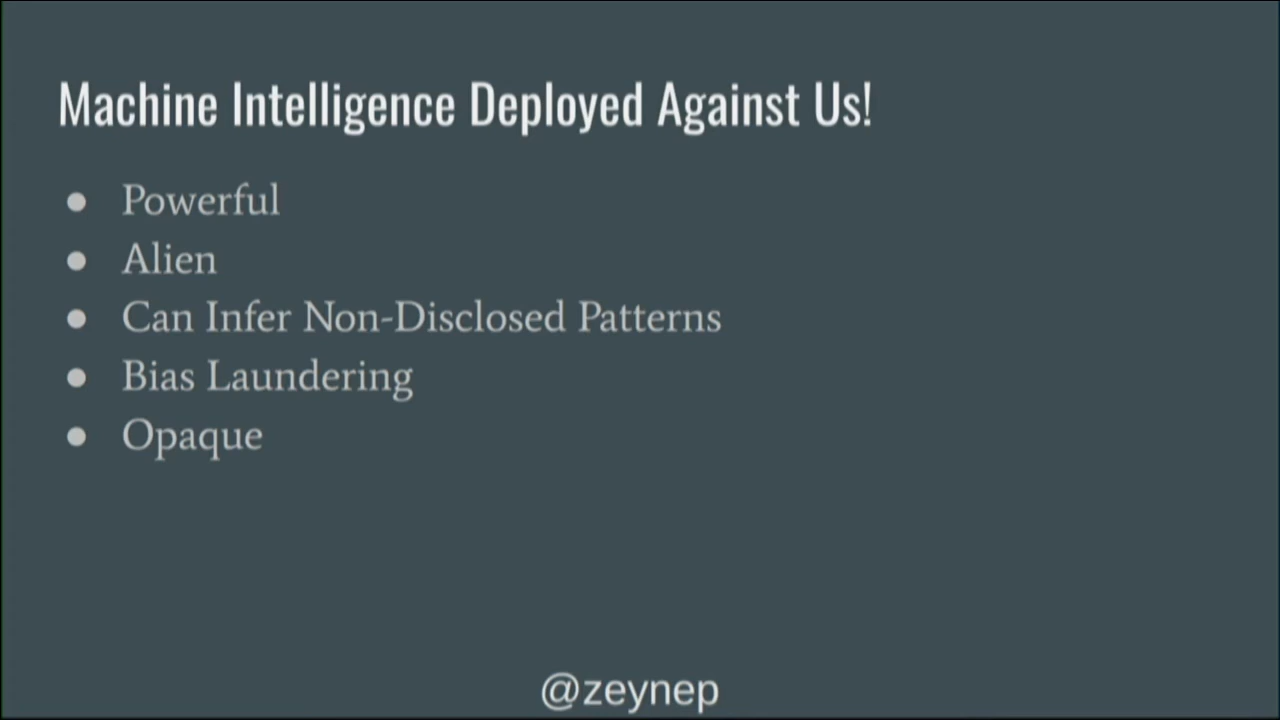 Machine Intelligence Deployed Against Us!
● Powerful
● Alien
● Can Infer Non-Disclosed Patterns
● Bias Laundering
● Opaque
@zeynep